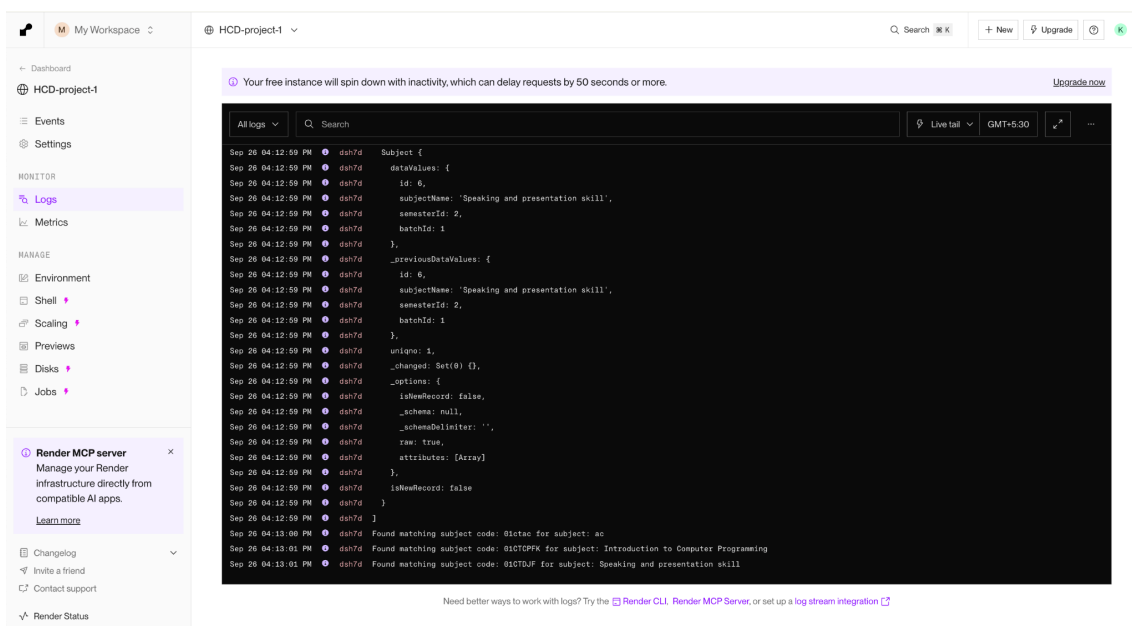 M My Workspace
HCD-project-1
Search ⌘ K
+ New
Upgrade
K
← Dashboard
HCD-project-1
Events
Settings
MONITOR
Logs
Metrics
MANAGE
Environment
Shell
Scaling
Previews
Disks
Jobs
Render MCP server ×
Manage your Render
infrastructure directly from
compatible AI apps.
Learn more
Changelog
Invite a friend
Contact support
Render Status
Your free instance will spin down with inactivity, which can delay requests by 50 seconds or more. Upgrade now
All logs Search Live tail GMT+5:30 ...
Sep 26 04:12:59 PM dsh7d Subject {
Sep 26 04:12:59 PM dsh7d dataValues: {
Sep 26 04:12:59 PM dsh7d id: 6,
Sep 26 04:12:59 PM dsh7d subjectName: 'Speaking and presentation skill',
Sep 26 04:12:59 PM dsh7d semesterId: 2,
Sep 26 04:12:59 PM dsh7d batchId: 1
Sep 26 04:12:59 PM dsh7d },
Sep 26 04:12:59 PM dsh7d _previousDataValues: {
Sep 26 04:12:59 PM dsh7d id: 6,
Sep 26 04:12:59 PM dsh7d subjectName: 'Speaking and presentation skill',
Sep 26 04:12:59 PM dsh7d semesterId: 2,
Sep 26 04:12:59 PM dsh7d batchId: 1
Sep 26 04:12:59 PM dsh7d },
Sep 26 04:12:59 PM dsh7d uniqno: 1,
Sep 26 04:12:59 PM dsh7d _changed: Set(0) {},
Sep 26 04:12:59 PM dsh7d _options: {
Sep 26 04:12:59 PM dsh7d isNewRecord: false,
Sep 26 04:12:59 PM dsh7d _schema: null,
Sep 26 04:12:59 PM dsh7d _schemaDelimiter: '',
Sep 26 04:12:59 PM dsh7d raw: true,
Sep 26 04:12:59 PM dsh7d attributes: [Array]
Sep 26 04:12:59 PM dsh7d },
Sep 26 04:12:59 PM dsh7d isNewRecord: false
Sep 26 04:12:59 PM dsh7d }
Sep 26 04:12:59 PM dsh7d ]
Sep 26 04:13:00 PM dsh7d Found matching subject code: 01ctac for subject: ac
Sep 26 04:13:01 PM dsh7d Found matching subject code: 01CTCPFK for subject: Introduction to Computer Programming
Sep 26 04:13:01 PM dsh7d Found matching subject code: 01CTDJF for subject: Speaking and presentation skill
Need better ways to work with logs? Try the Render CLI, Render MCP Server, or set up a log stream integration